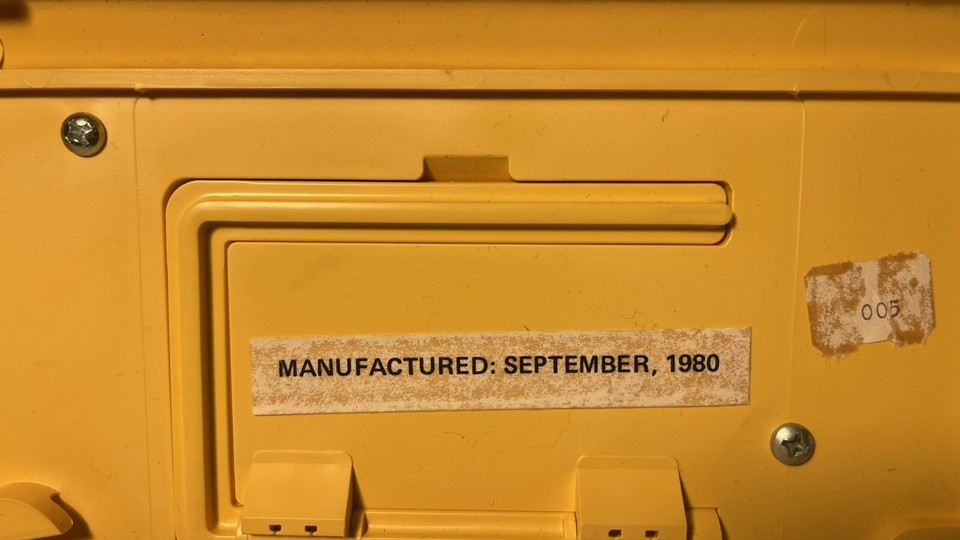 005
MANUFACTURED: SEPTEMBER, 1980